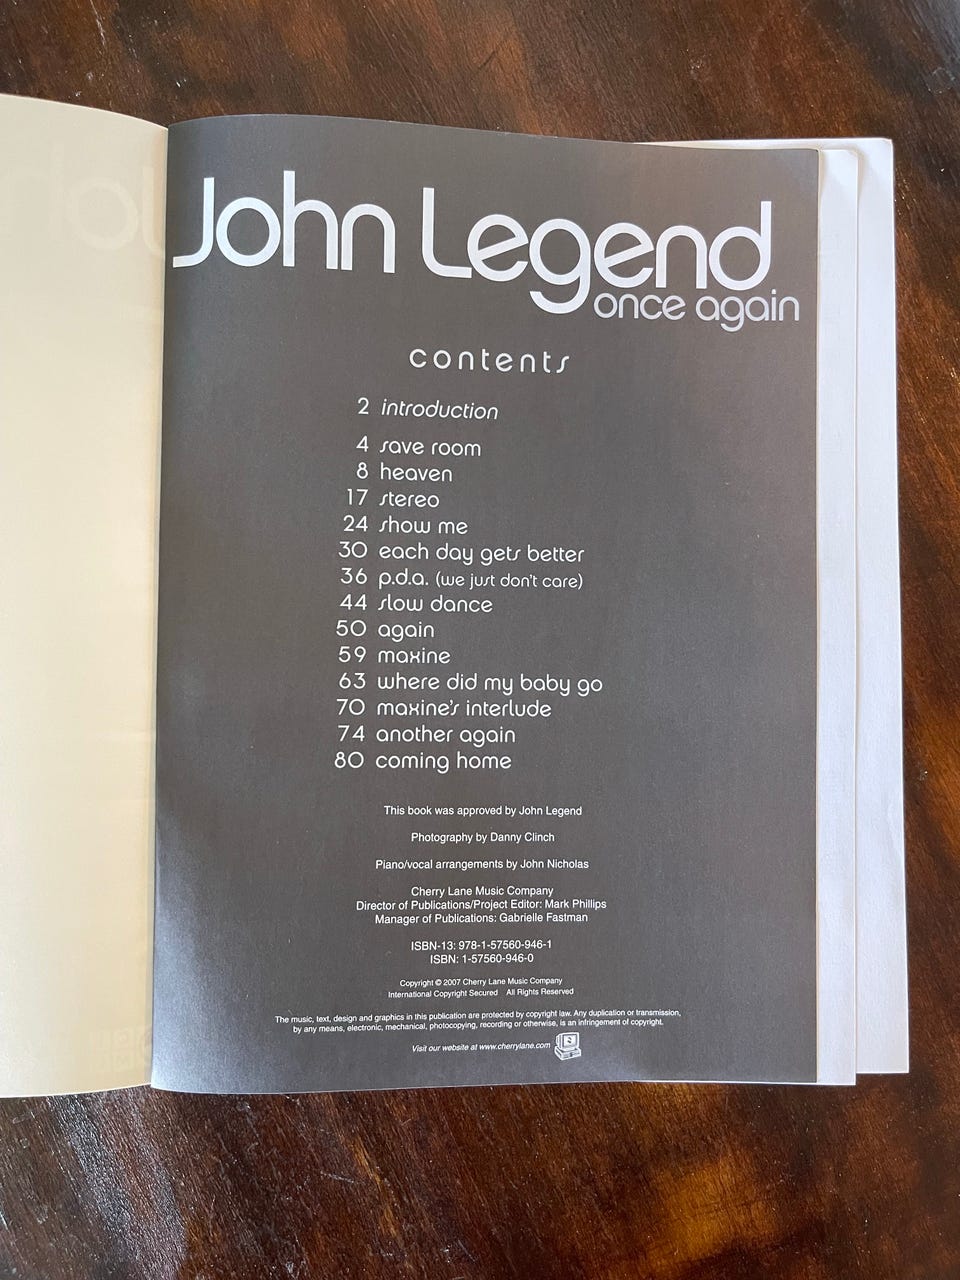 John Legend
once again
contents
2 introduction
4 save room
8 heaven
17 stereo
24 show me
30 each day gets better
36 p.d.a. (we just don't care)
44 slow dance
50 again
59 maxine
63 where did my baby go
70 maxine's interlude
74 another again
80 coming home
This book was approved by John Legend
Photography by Danny Clinch
Piano/vocal arrangements by John Nicholas
Cherry Lane Music Company
Director of Publications/Project Editor: Mark Phillips
Manager of Publications: Gabrielle Fastman
ISBN-13: 978-1-57560-946-1
ISBN: 1-57560-946-0
Copyright © 2007 Cherry Lane Music Company
International Copyright Secured All Rights Reserved
The music, text, design and graphics in this publication are protected by copyright law. Any duplication or transmission,
by any means, electronic, mechanical, photocopying, recording or otherwise, is an infringement of copyright.
Visit our website at www.cherrylane.com